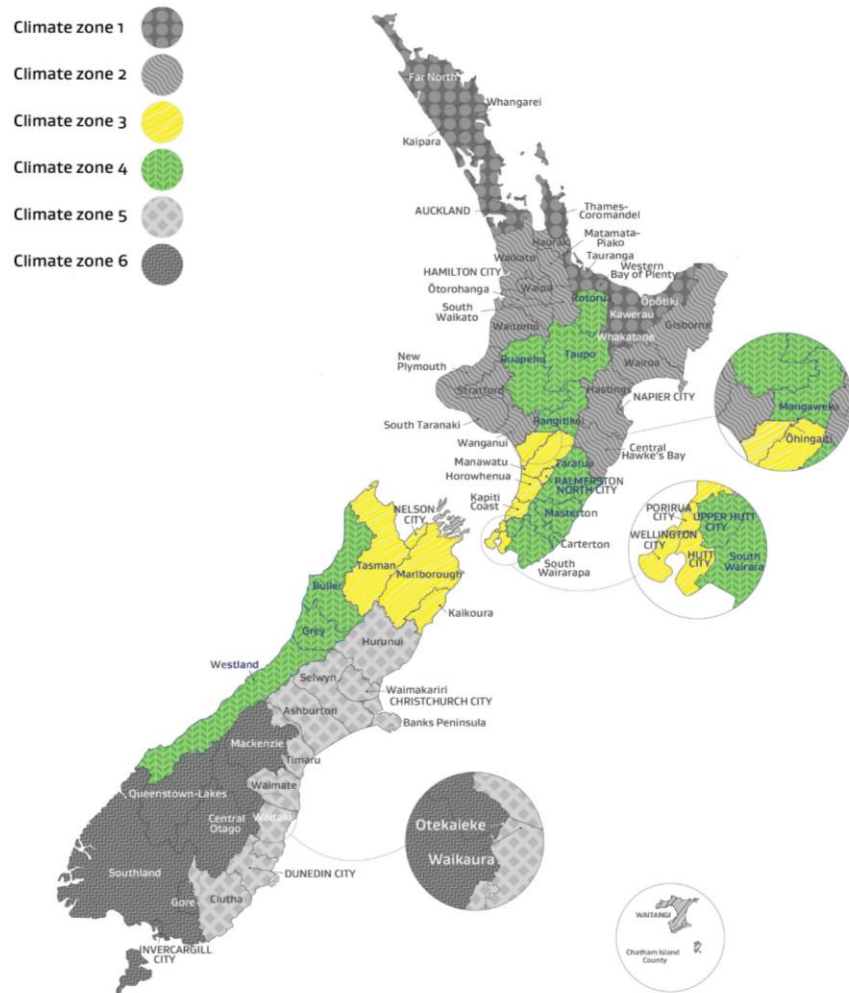 Climate zone 1
Climate zone 2
Climate zone 3
Climate zone 4
Climate zone 5
Climate zone 6
Far North
Whangarei
Kaipara
AUCKLAND
Thames-
Coromandel
Hauraki
Matamata-
Piako
Waikato
Tauranga
HAMILTON CITY
Western
Bay of Plenty
Waipa
Ōtorohanga
Rotorua
Ōpōtiki
South
Waikato
Kawerau
Gisborne
Waitomo
Whakatane
New
Plymouth
Ruapehu
Taupo
Wairoa
Stratford
Hastings
NAPIER CITY
South Taranaki
Rangitikei
Wanganui
Central
Hawke's Bay
Manawatu
Tararua
Horowhenua
PALMERSTON
NORTH CITY
Kapiti
Coast
Masterton
Carterton
South
Wairarapa
Mangaweka
Ōhingaiti
PORIRUA
CITY
UPPER HUTT
CITY
WELLINGTON
CITY
HUTT
CITY
South
Wairara
NELSON
CITY
Tasman
Marlborough
Buller
Kaikoura
Grey
Hurunui
Westland
Selwyn
Waimakariri
CHRISTCHURCH CITY
Ashburton
Banks Peninsula
Mackenzie
Timaru
Waimate
Queenstown-Lakes
Waitaki
Central
Otago
Otekaieke
Waikaura
Southland
DUNEDIN CITY
Gore
Clutha
INVERCARGILL
CITY
WAITANGI
Chatham Island
County